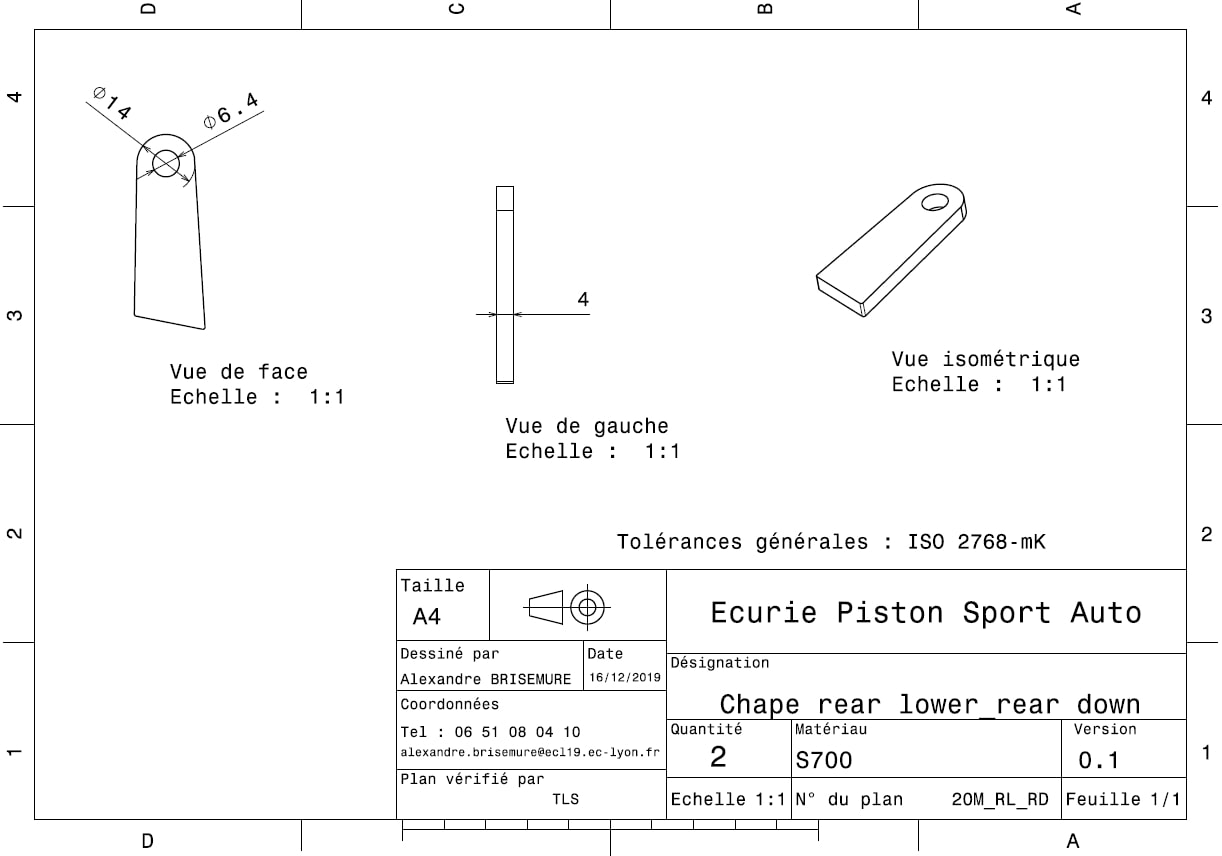 D C B A
4 4
⌀14
⌀6.4
4
3 3
Vue de face
Echelle : 1:1
Vue de gauche
Echelle : 1:1
Vue isométrique
Echelle : 1:1
2 2
Tolérances générales : ISO 2768-mK
Taille
A4
Ecurie Piston Sport Auto
Dessiné par
Alexandre BRISEMURE
Date
16/12/2019
Désignation
Chape rear lower_rear down
Coordonnées
Tel : 06 51 08 04 10
alexandre.brisemure@ecl19.ec-lyon.fr
Quantité
2
Matériau
S700
Version
0.1
Plan vérifié par
TLS
Echelle 1:1
N° du plan 20M_RL_RD
Feuille 1/1
1 1
D A